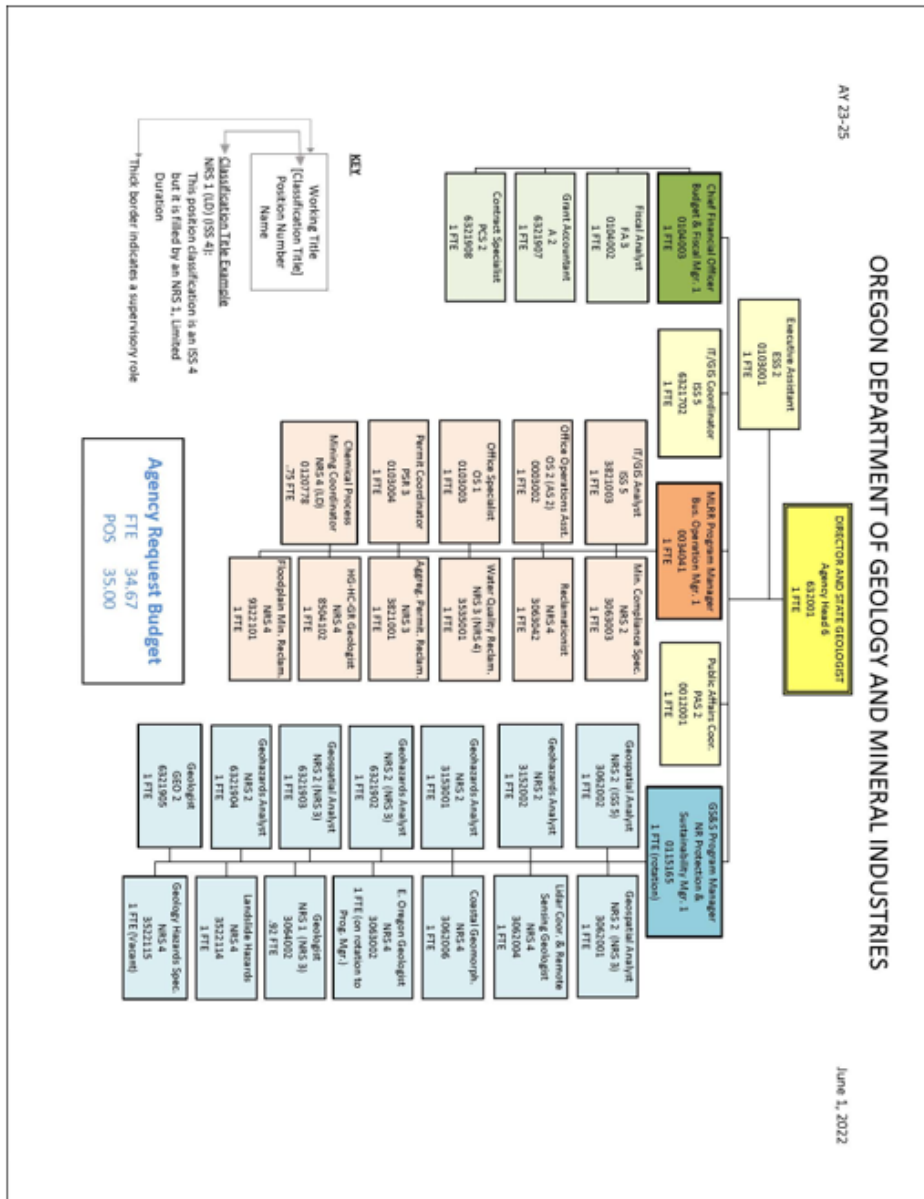 AY 23-25
OREGON DEPARTMENT OF GEOLOGY AND MINERAL INDUSTRIES
June 1, 2022
DIRECTOR AND STATE GEOLOGIST
Agency Head 6
632001
1 FTE
Executive Assistant
ESS 2
0103001
1 FTE
Chief Financial Officer
Budget & Fiscal Mgr. 1
0104003
1 FTE
IT/GIS Coordinator
ISS 5
6321702
1 FTE
MLRR Program Manager
Bus. Operation Mgr. 1
0034041
1 FTE
Public Affairs Coor.
PAS 2
0012001
1 FTE
GS&S Program Manager
NR Protection &
Sustainability Mgr. 1
0115165
1 FTE (rotation)
Fiscal Analyst
FA 3
0104002
1 FTE
Grant Accountant
A 2
6321907
1 FTE
Contract Specialist
PCS 2
6321908
1 FTE
IT/GIS Analyst
ISS 5
3821003
1 FTE
Min. Compliance Spec.
NRS 2
3063003
1 FTE
Office Operations Asst.
OS 2 (AS 2)
0003002
1 FTE
Reclamationist
NRS 4
3063042
1 FTE
Office Specialist
OS 1
0103003
1 FTE
Water Quality Reclam.
NRS 3 (NRS 4)
3535001
1 FTE
Permit Coordinator
PSR 3
0103004
1 FTE
Aggreg. Permit. Reclam.
NRS 3
3821001
1 FTE
Chemical Process
Mining Coordinator
NRS 4 (LD)
0120778
.75 FTE
HG-HC-GR Geologist
NRS 4
8504102
1 FTE
Floodplain Min. Reclam.
NRS 4
9322101
1 FTE
Geospatial Analyst
NRS 2 (ISS 5)
3062002
1 FTE
Geospatial Analyst
NRS 2 (NRS 3)
3062001
1 FTE
Geohazards Analyst
NRS 2
3152002
1 FTE
Lidar Coor. & Remote
Sensing Geologist
NRS 4
3062004
1 FTE
Geohazards Analyst
NRS 2
3153001
1 FTE
Coastal Geomorph.
NRS 4
3062006
1 FTE
Geohazards Analyst
NRS 2 (NRS 3)
6321902
1 FTE
E. Oregon Geologist
NRS 4
3063002
1 FTE (on rotation to
Prog. Mgr.)
Geospatial Analyst
NRS 2 (NRS 3)
6321903
1 FTE
Geologist
NRS 1 (NRS 3)
3064002
.92 FTE
Geohazards Analyst
NRS 2
6321904
1 FTE
Landslide Hazards
NRS 4
3522114
1 FTE
Geologist
GEO 2
6321905
1 FTE
Geology Hazards Spec.
NRS 4
3522115
1 FTE (Vacant)
KEY
Working Title
[Classification Title]
Position Number
Name
Classification Title Example
NRS 1 (LD) (ISS 4):
This position classification is an ISS 4
but it is filled by an NRS 1, Limited
Duration
Thick border indicates a supervisory role
Agency Request Budget
FTE 34.67
POS 35.00